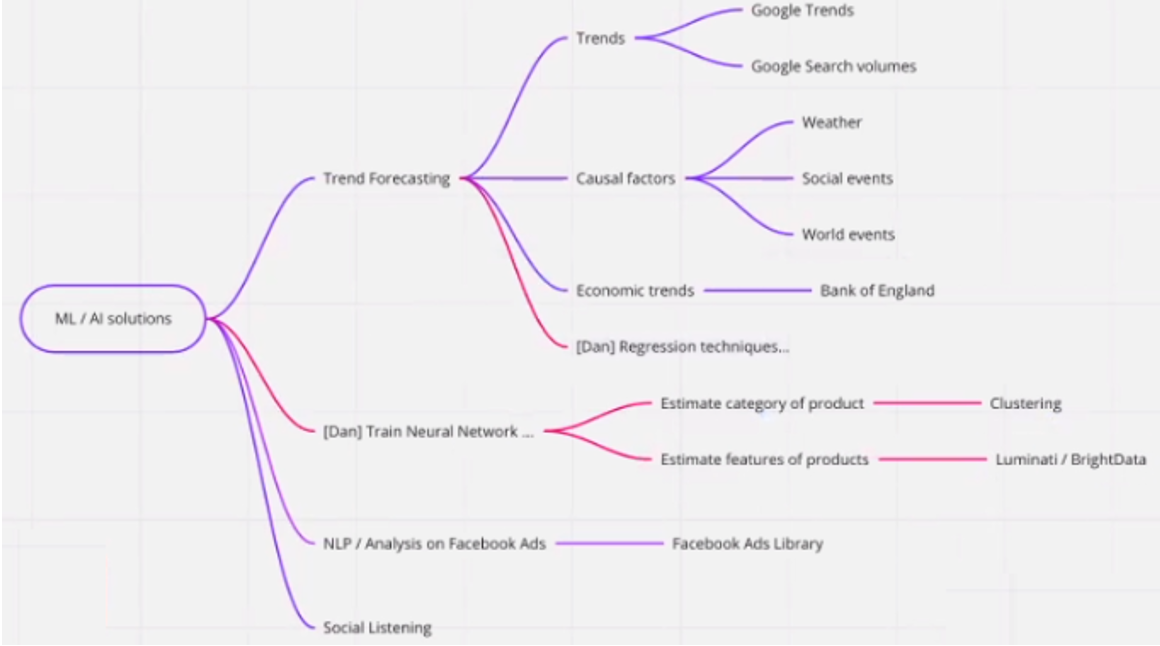 Google Trends
Trends
Google Search volumes
Weather
Trend Forecasting
Causal factors
Social events
World events
Economic trends
Bank of England
ML / AI solutions
[Dan] Regression techniques...
Estimate category of product
Clustering
[Dan] Train Neural Network ...
Estimate features of products
Luminati / BrightData
NLP / Analysis on Facebook Ads
Facebook Ads Library
Social Listening